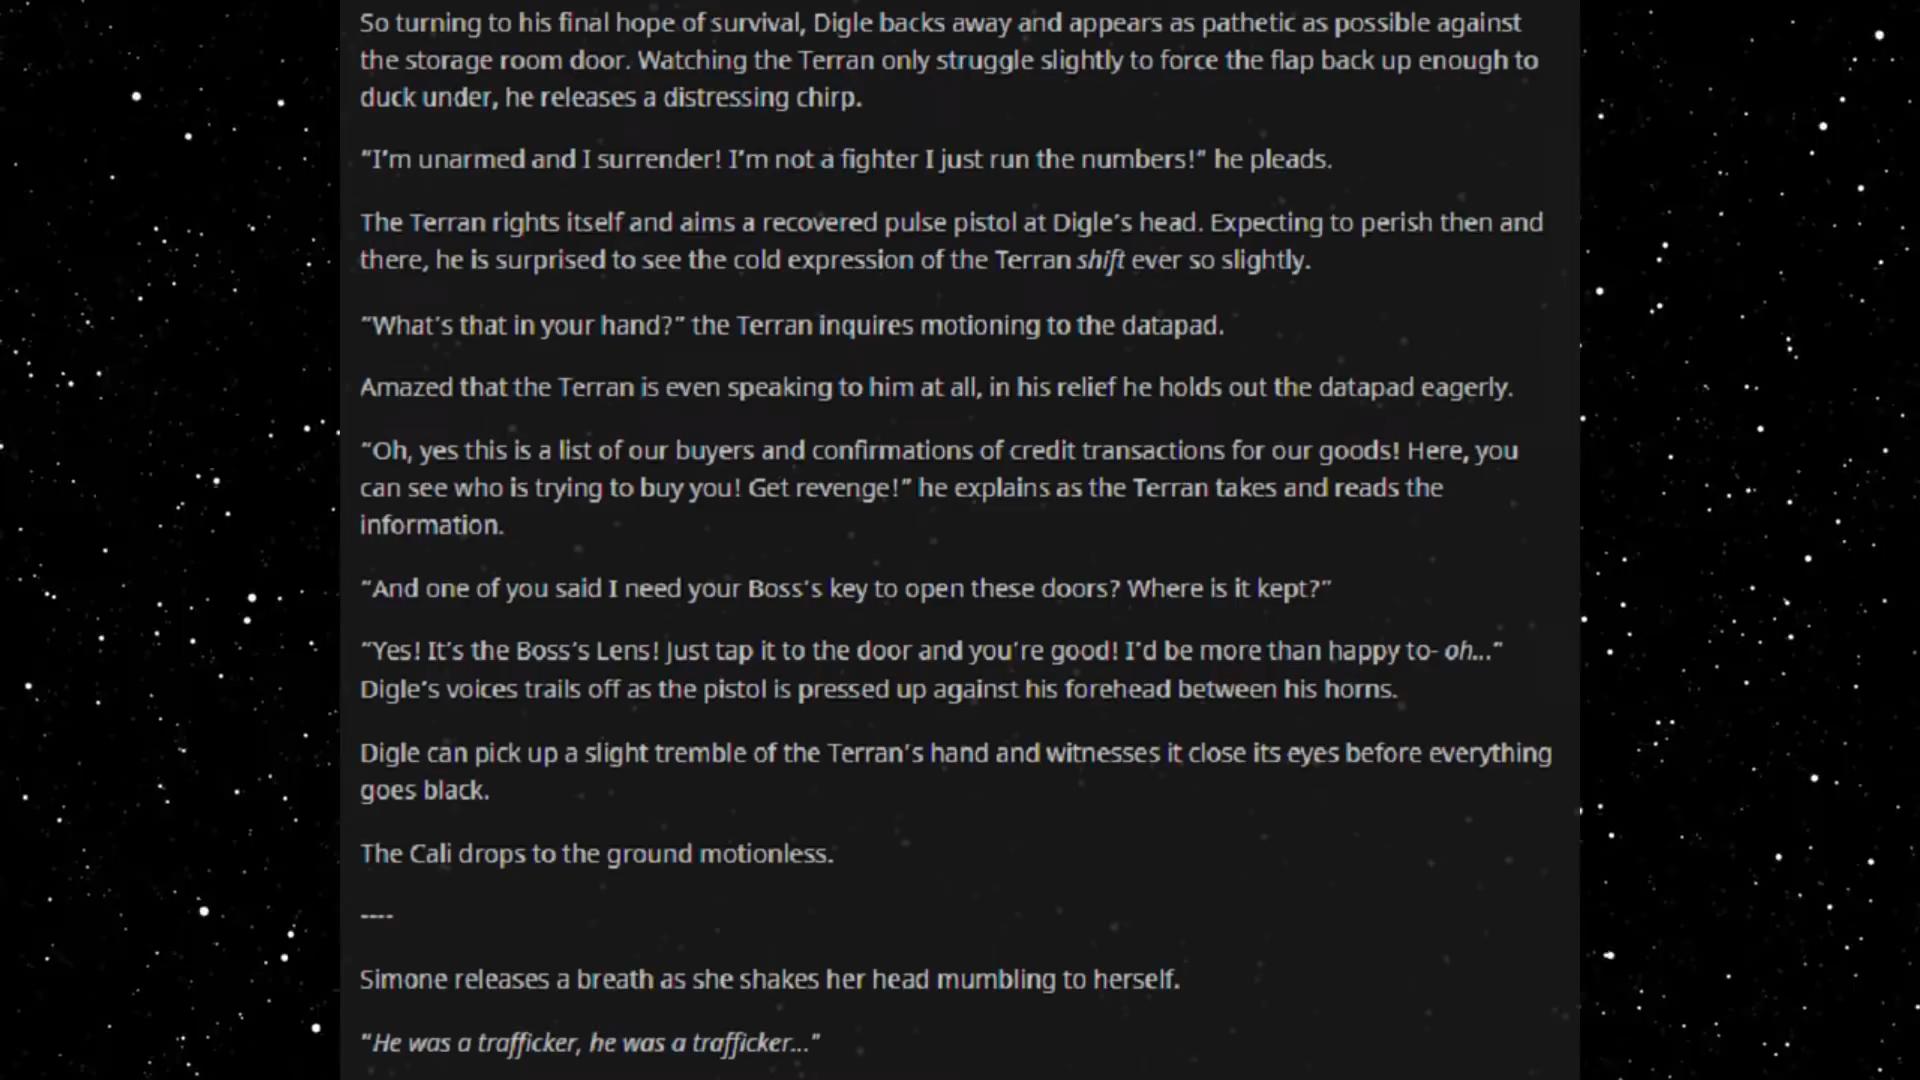 So turning to his final hope of survival, Digle backs away and appears as pathetic as possible against
the storage room door. Watching the Terran only struggle slightly to force the flap back up enough to
duck under, he releases a distressing chirp.
“I’m unarmed and I surrender! I’m not a fighter I just run the numbers!” he pleads.
The Terran rights itself and aims a recovered pulse pistol at Digle’s head. Expecting to perish then and
there, he is surprised to see the cold expression of the Terran shift ever so slightly.
“What’s that in your hand?” the Terran inquires motioning to the datapad.
Amazed that the Terran is even speaking to him at all, in his relief he holds out the datapad eagerly.
“Oh, yes this is a list of our buyers and confirmations of credit transactions for our goods! Here, you
can see who is trying to buy you! Get revenge!” he explains as the Terran takes and reads the
information.
“And one of you said I need your Boss’s key to open these doors? Where is it kept?”
“Yes! It’s the Boss’s Lens! Just tap it to the door and you’re good! I’d be more than happy to- oh...”
Digle’s voices trails off as the pistol is pressed up against his forehead between his horns.
Digle can pick up a slight tremble of the Terran’s hand and witnesses it close its eyes before everything
goes black.
The Cali drops to the ground motionless.
----
Simone releases a breath as she shakes her head mumbling to herself.
“He was a trafficker, he was a trafficker...”